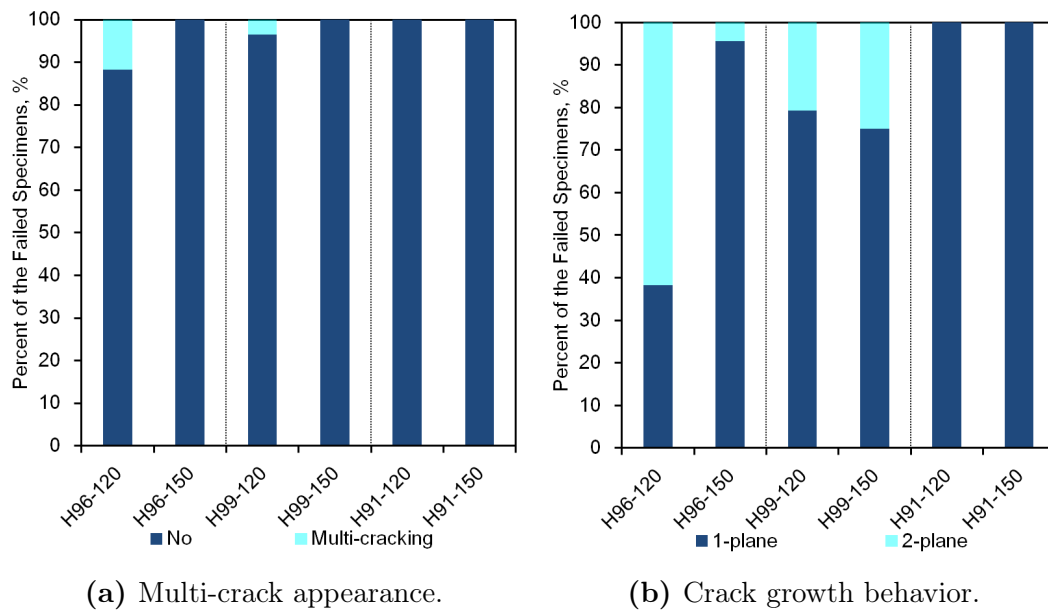 Percent of the Failed Specimens, %
100
90
80
70
60
50
40
30
20
10
0
H96-120
H96-150
H99-120
H99-150
H91-120
H91-150
No
Multi-cracking
(a) Multi-crack appearance.
Percent of the Failed Specimens, %
100
90
80
70
60
50
40
30
20
10
0
H96-120
H96-150
H99-120
H99-150
H91-120
H91-150
1-plane
2-plane
(b) Crack growth behavior.